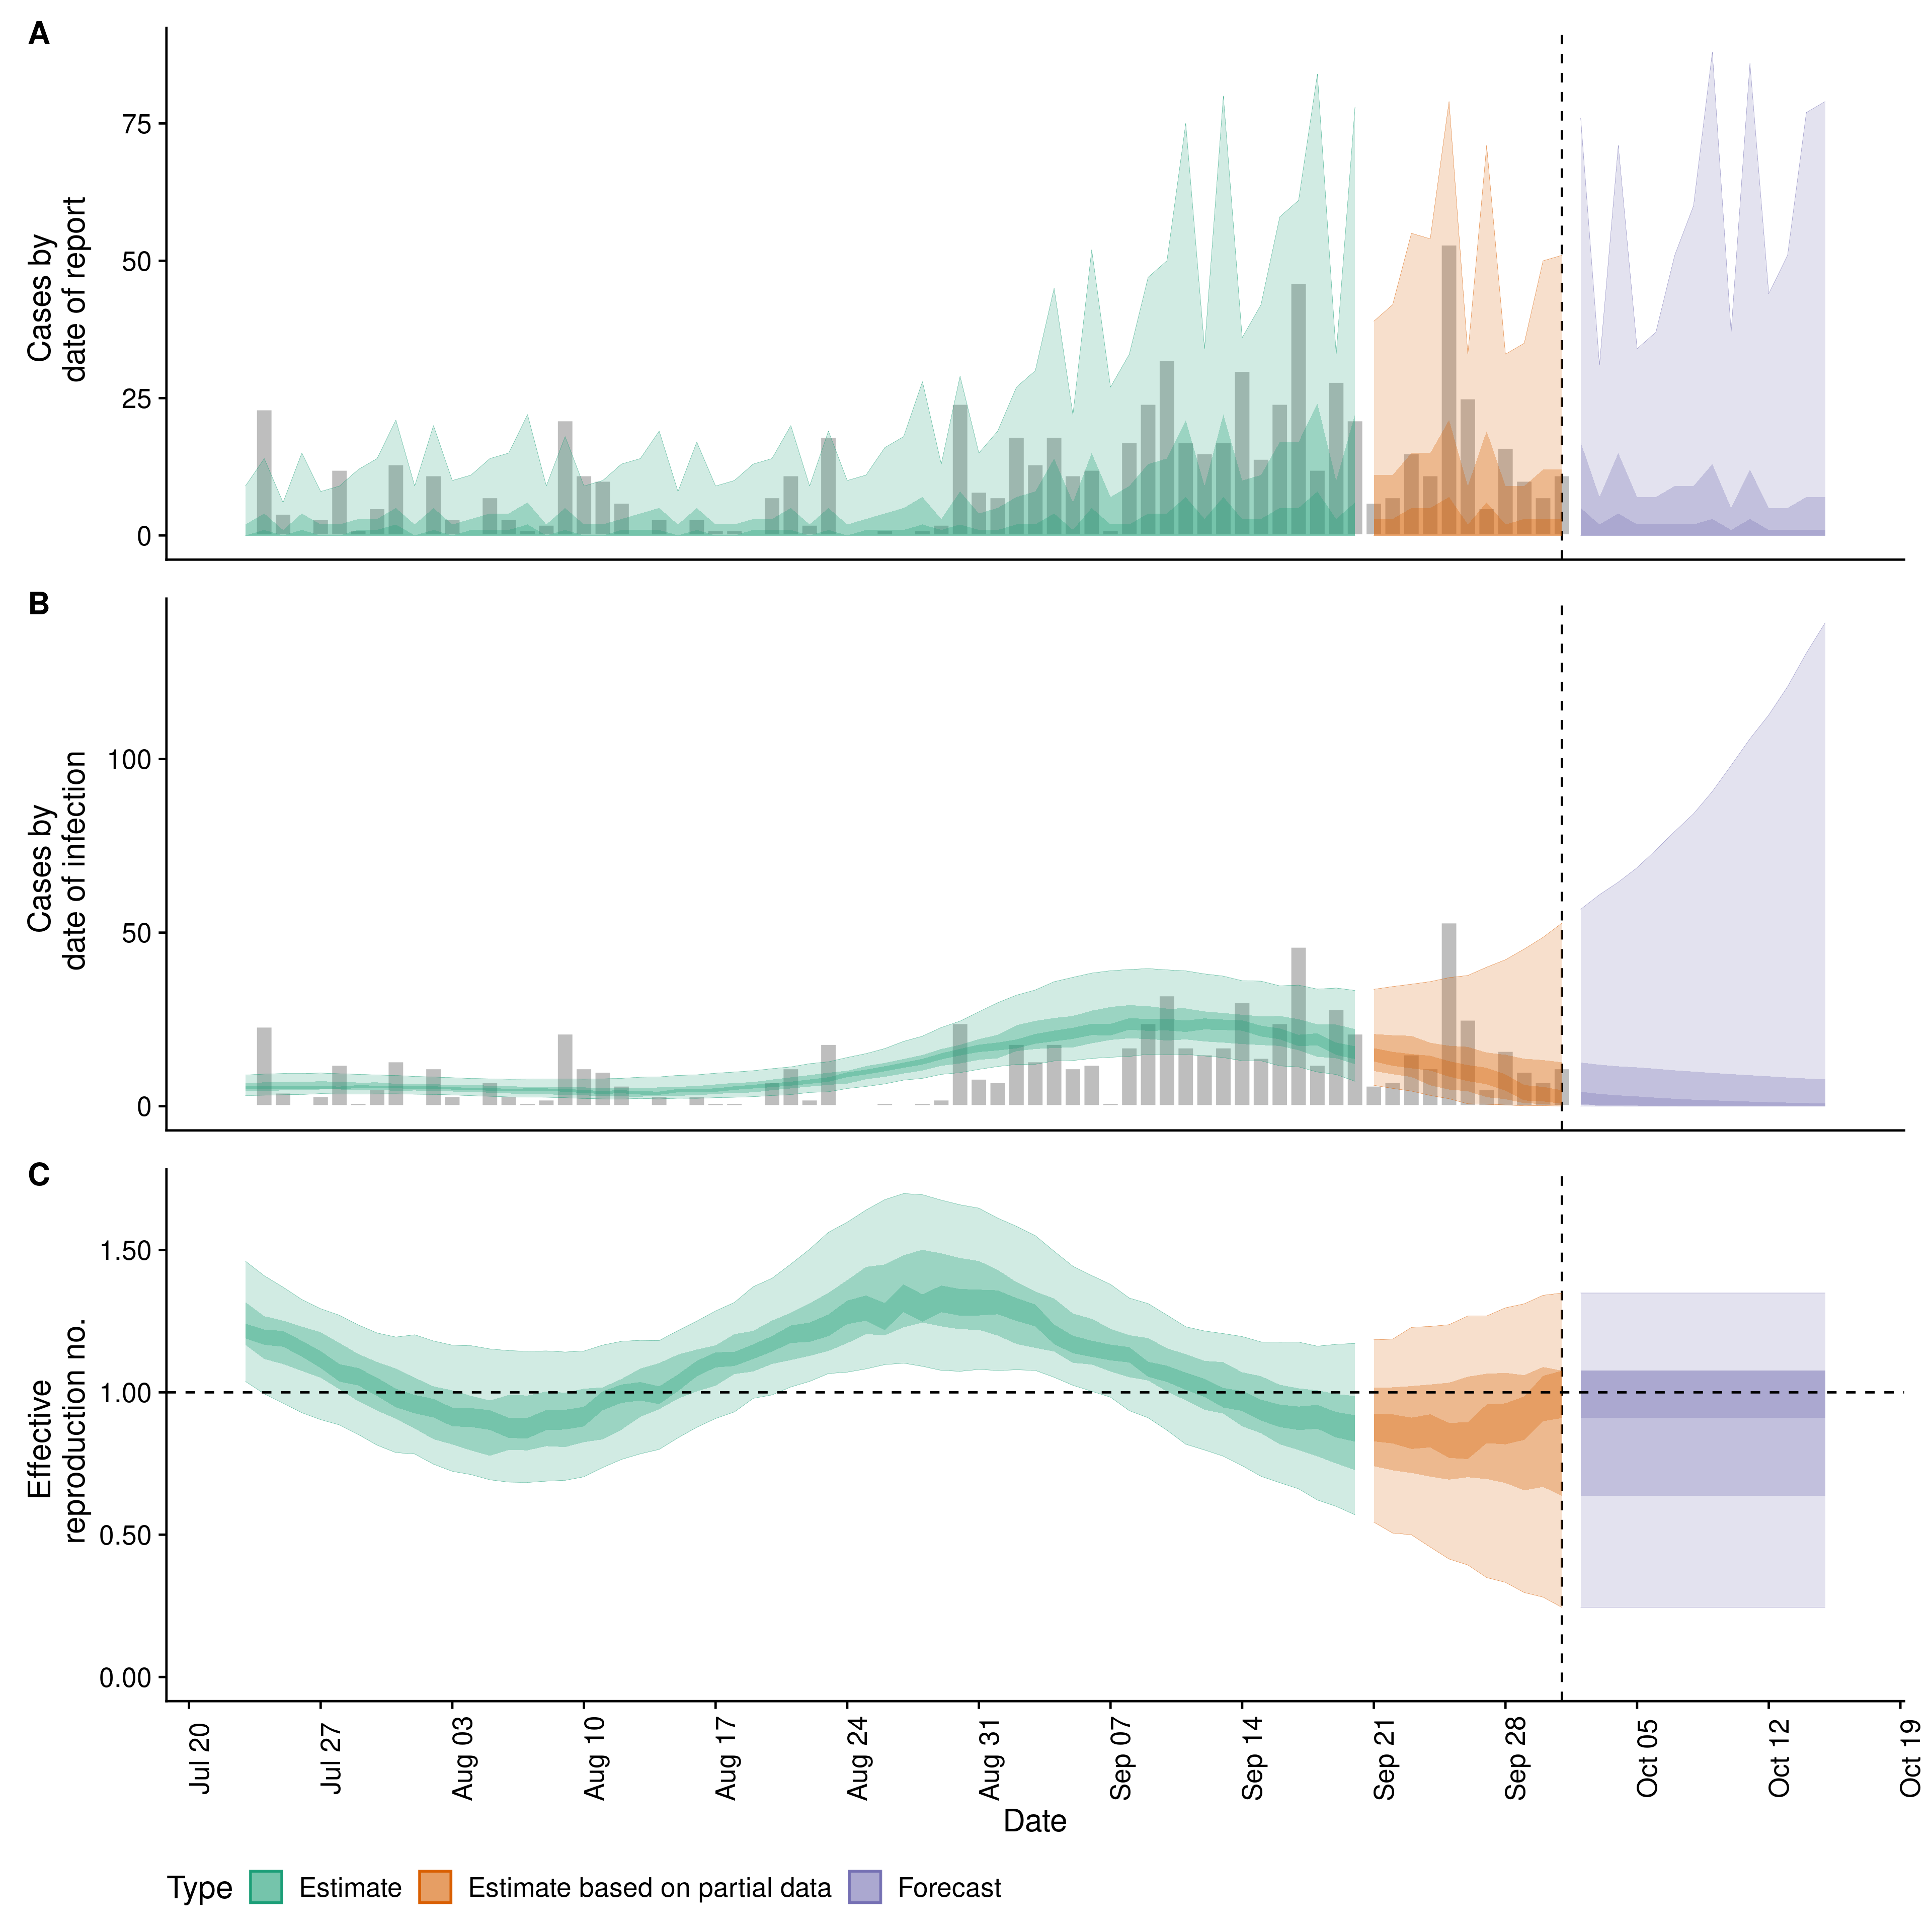 A
Cases by
date of report
75
50
25
0
B
Cases by
date of infection
100
50
0
C
Effective
reproduction no.
1.50
1.00
0.50
0.00
Jul 20
Jul 27
Aug 03
Aug 10
Aug 17
Aug 24
Aug 31
Sep 07
Sep 14
Sep 21
Sep 28
Oct 05
Oct 12
Oct 19
Date
Type Estimate Estimate based on partial data Forecast